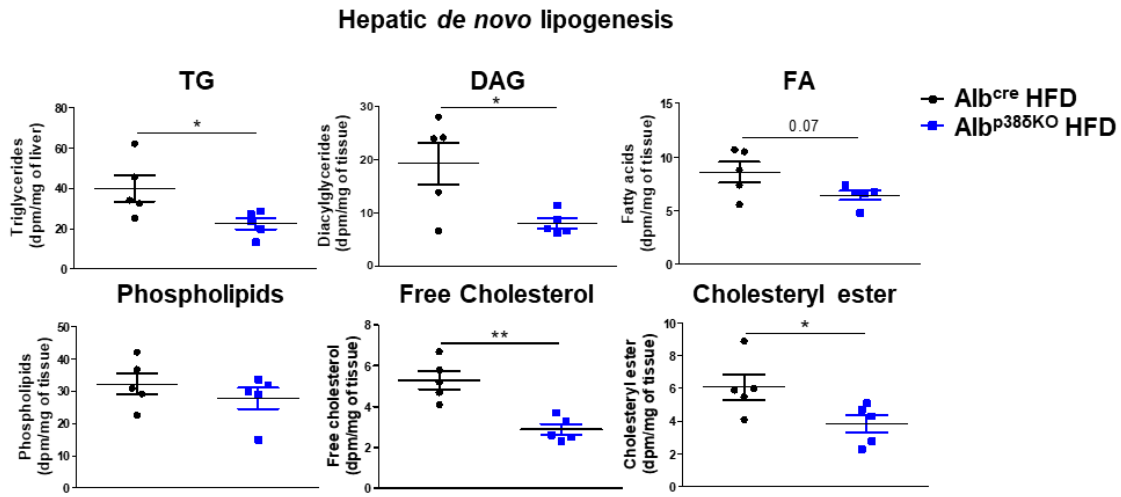 Hepatic de novo lipogenesis
TG
Triglycerides
(dpm/mg of liver)
80
60
40
20
0
*
DAG
Diacylglycerides
(dpm/mg of tissue)
30
20
10
0
*
FA
Fatty acids
(dpm/mg of tissue)
15
10
5
0
0.07
Alb^cre HFD
Alb^p38δKO HFD
Phospholipids
Phospholipids
(dpm/mg of tissue)
50
40
30
20
10
0
Free Cholesterol
Free cholesterol
(dpm/mg of tissue)
8
6
4
2
0
**
Cholesteryl ester
Cholesteryl ester
(dpm/mg of tissue)
10
8
6
4
2
0
*